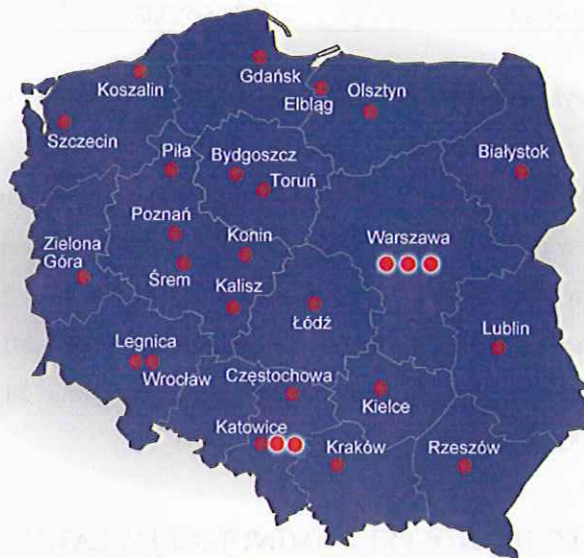 Gdańsk
Koszalin
Elbląg
Olsztyn
Szczecin
Piła
Bydgoszcz
Białystok
Toruń
Poznań
Konin
Warszawa
Zielona
Góra
Śrem
Kalisz
Łódź
Lublin
Legnica
Wrocław
Częstochowa
Kielce
Katowice
Kraków
Rzeszów